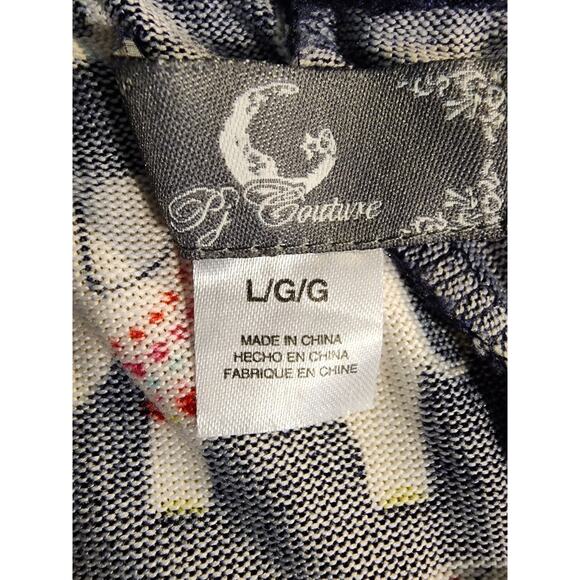 Pj Couture
L/G/G
MADE IN CHINA
HECHO EN CHINA
FABRIQUE EN CHINE